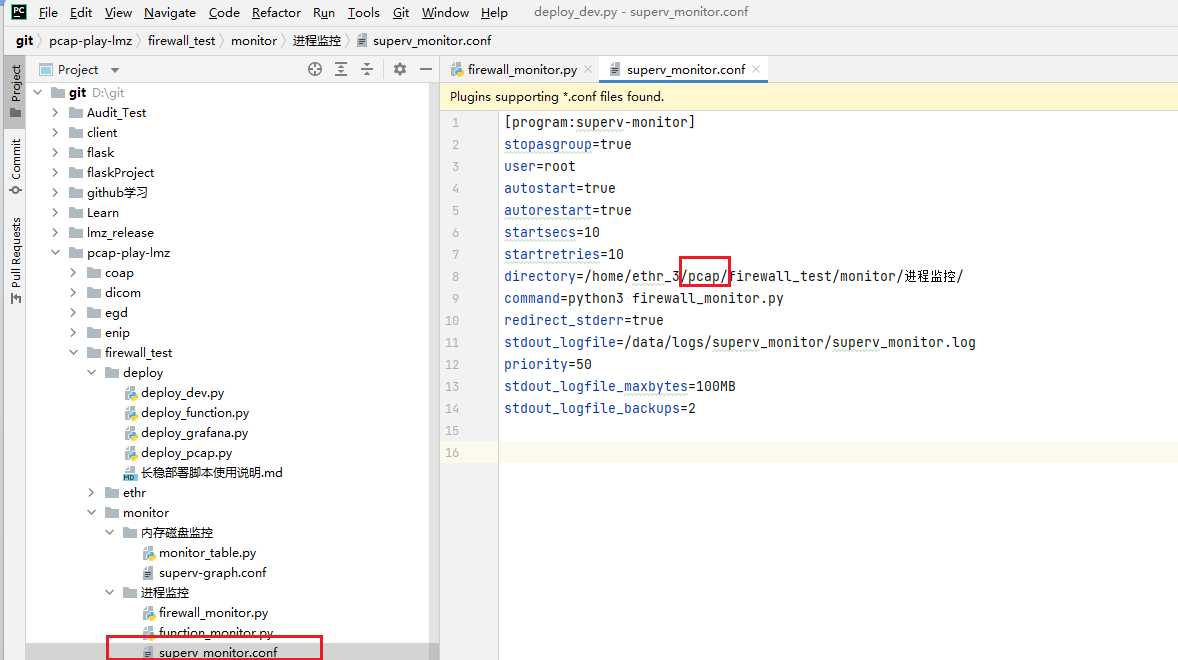 PC File Edit View Navigate Code Refactor Run Tools Git Window Help deploy_dev.py - superv_monitor.conf
git pcap-play-lmz firewall_test monitor 进程监控 superv_monitor.conf
Project
Commit
Pull Requests
Project
git D:\git
Audit_Test
client
flask
flaskProject
github学习
Learn
lmz_release
pcap-play-lmz
coap
dicom
egd
enip
firewall_test
deploy
deploy_dev.py
deploy_function.py
deploy_grafana.py
deploy_pcap.py
MD 长稳部署脚本使用说明.md
ethr
monitor
内存磁盘监控
monitor_table.py
superv-graph.conf
进程监控
firewall_monitor.py
function_monitor.py
superv_monitor.conf
firewall_monitor.py superv_monitor.conf
Plugins supporting *.conf files found.
1 [program:superv-monitor]
2 stopasgroup=true
3 user=root
4 autostart=true
5 autorestart=true
6 startsecs=10
7 startretries=10
8 directory=/home/ethr_3/pcap/firewall_test/monitor/进程监控/
9 command=python3 firewall_monitor.py
10 redirect_stderr=true
11 stdout_logfile=/data/logs/superv_monitor/superv_monitor.log
12 priority=50
13 stdout_logfile_maxbytes=100MB
14 stdout_logfile_backups=2
15
16